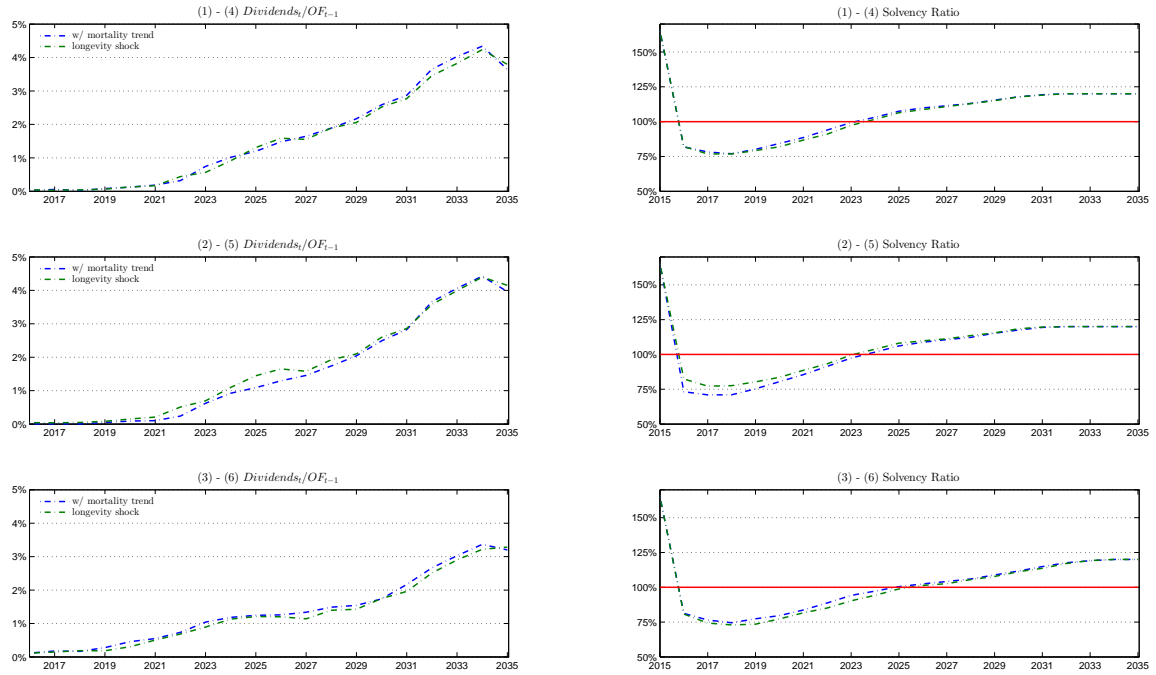 (1) - (4) Dividendsₜ/OFₜ₋₁
5%
4%
3%
2%
1%
0%
w/ mortality trend
longevity shock
2017 2019 2021 2023 2025 2027 2029 2031 2033 2035
(1) - (4) Solvency Ratio
150%
125%
100%
75%
50%
2015 2017 2019 2021 2023 2025 2027 2029 2031 2033 2035
(2) - (5) Dividendsₜ/OFₜ₋₁
5%
4%
3%
2%
1%
0%
w/ mortality trend
longevity shock
2017 2019 2021 2023 2025 2027 2029 2031 2033 2035
(2) - (5) Solvency Ratio
150%
125%
100%
75%
50%
2015 2017 2019 2021 2023 2025 2027 2029 2031 2033 2035
(3) - (6) Dividendsₜ/OFₜ₋₁
5%
4%
3%
2%
1%
0%
w/ mortality trend
longevity shock
2017 2019 2021 2023 2025 2027 2029 2031 2033 2035
(3) - (6) Solvency Ratio
150%
125%
100%
75%
50%
2015 2017 2019 2021 2023 2025 2027 2029 2031 2033 2035